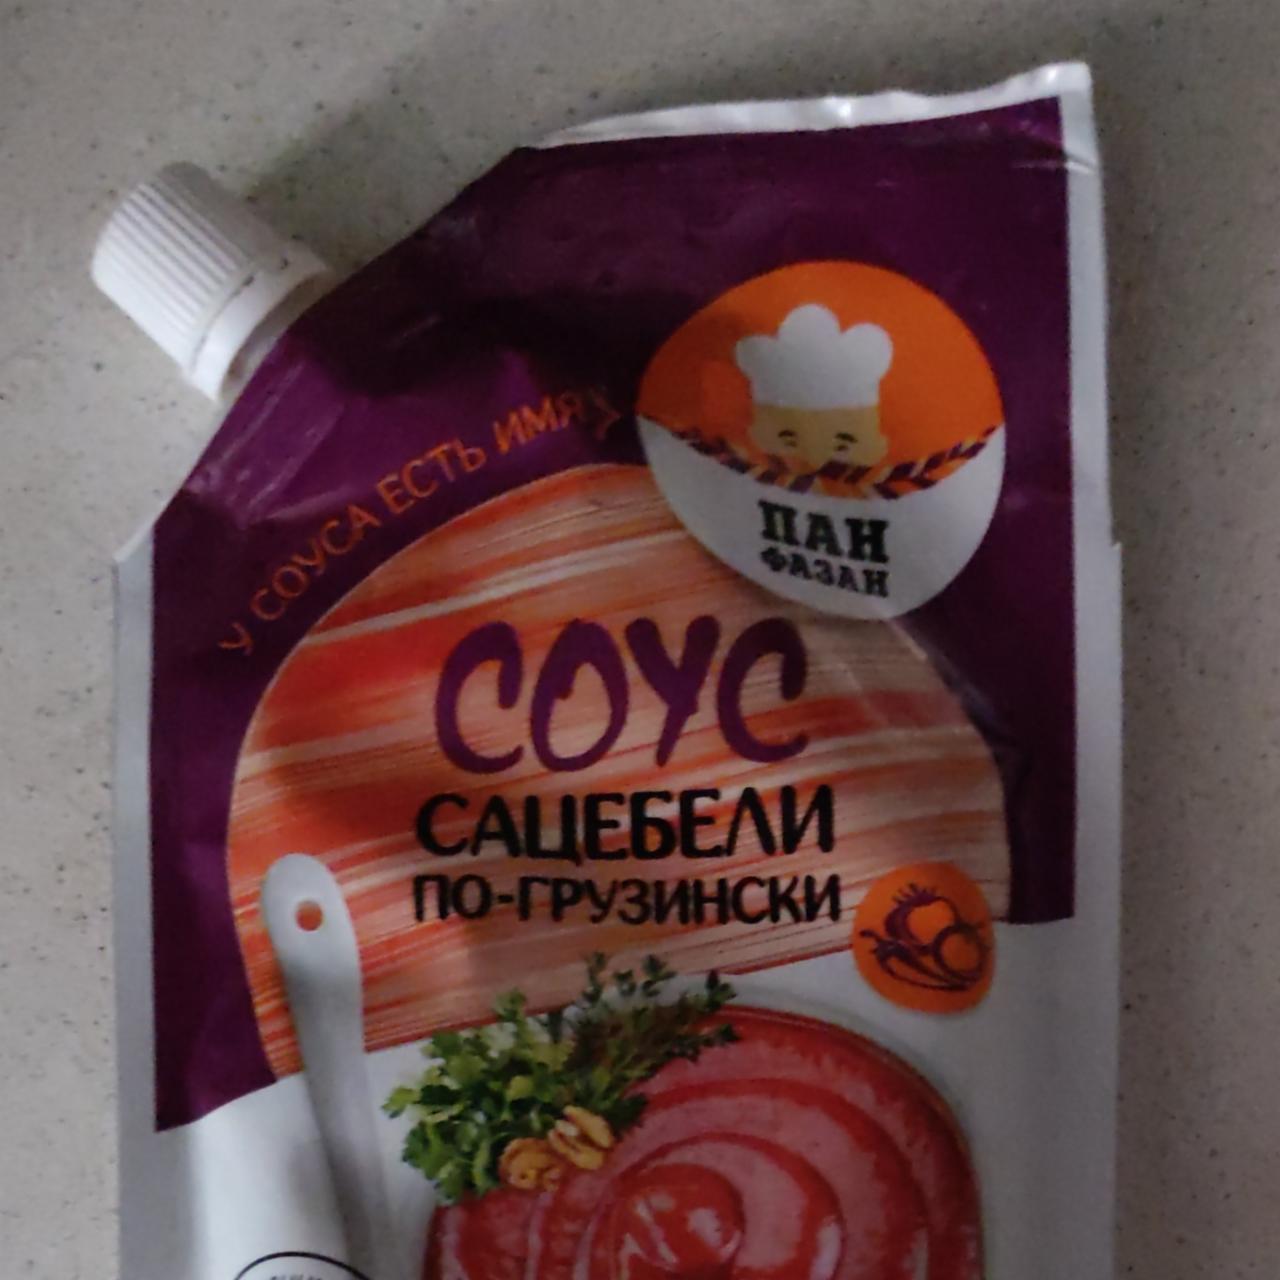 У СОУСА ЕСТЬ ИМЯ
ПАН
ФАЗАН
СОУС
САЦЕБЕЛИ
ПО-ГРУЗИНСКИ